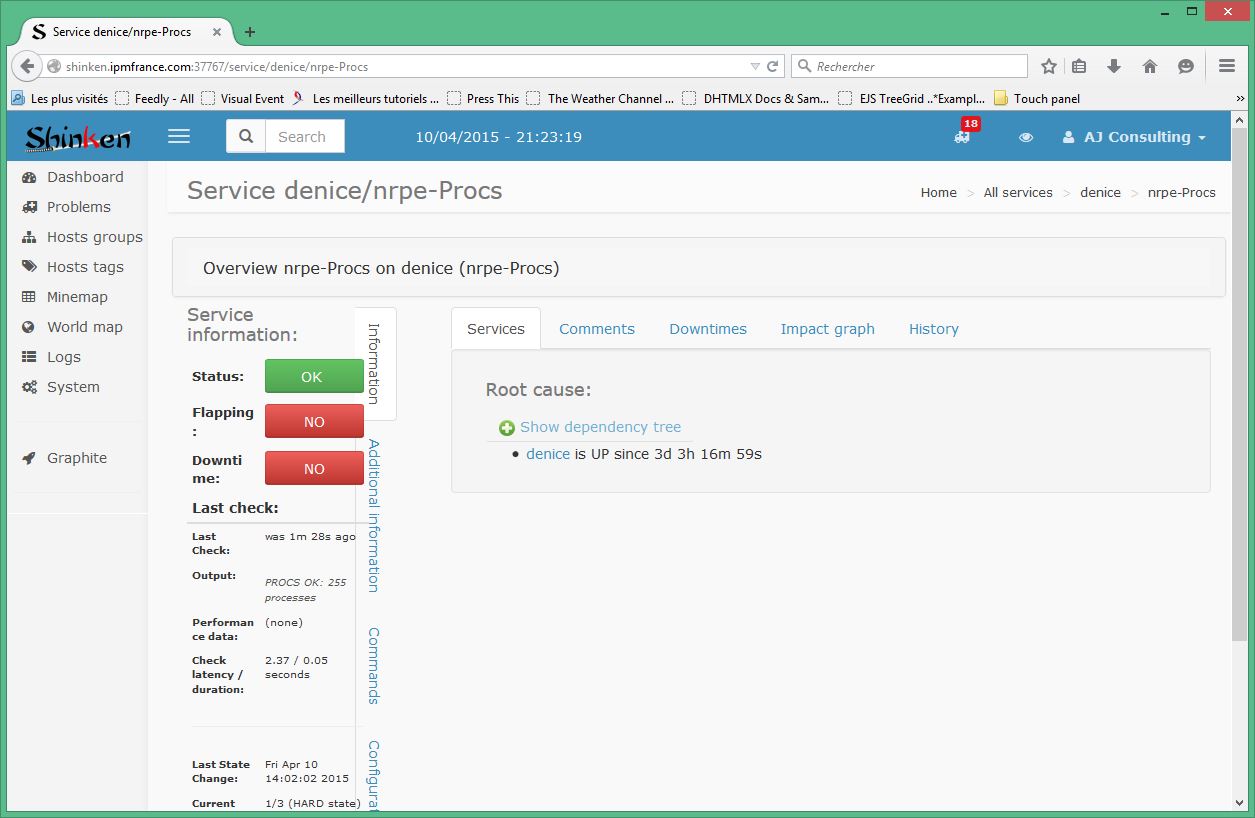 Service denice/nrpe-Procs
shinken.ipmfrance.com:37767/service/denice/nrpe-Procs
Rechercher
Les plus visités
Feedly - All
Visual Event
Les meilleurs tutoriels ...
Press This
The Weather Channel ...
DHTMLX Docs & Sam...
EJS TreeGrid ..*Exampl...
Touch panel
Shinken
Search
10/04/2015 - 21:23:19
18
AJ Consulting
Dashboard
Problems
Hosts groups
Hosts tags
Minemap
World map
Logs
System
Graphite
Service denice/nrpe-Procs
Home > All services > denice > nrpe-Procs
Overview nrpe-Procs on denice (nrpe-Procs)
Service
information:
Status:
OK
Flapping
:
NO
Downti
me:
NO
Last check:
Last
Check:
was 1m 28s ago
Output:
PROCS OK: 255
processes
Performan
ce data:
(none)
Check
latency /
duration:
2.37 / 0.05
seconds
Last State
Change:
Fri Apr 10
14:02:02 2015
Current
1/3 (HARD state)
Information
Additional information
Commands
Configurat
Services
Comments
Downtimes
Impact graph
History
Root cause:
Show dependency tree
• denice is UP since 3d 3h 16m 59s